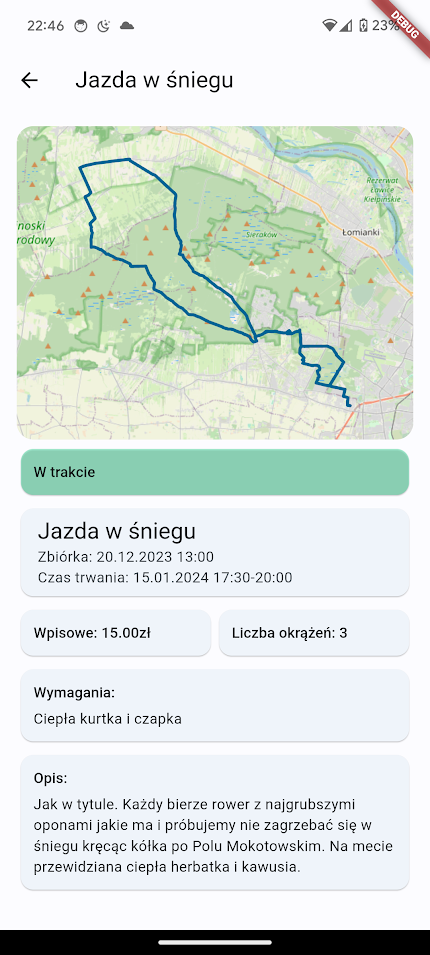 22:46
23%
DEBUG
Jazda w śniegu
Rezerwat
Ławice
Kiełpińskie
noski
rodowy
Sieraków
Łomianki
W trakcie
Jazda w śniegu
Zbiórka: 20.12.2023 13:00
Czas trwania: 15.01.2024 17:30-20:00
Wpisowe: 15.00zł
Liczba okrążeń: 3
Wymagania:
Ciepła kurtka i czapka
Opis:
Jak w tytule. Każdy bierze rower z najgrubszymi
oponami jakie ma i próbujemy nie zagrzebać się w
śniegu kręcąc kółka po Polu Mokotowskim. Na mecie
przewidziana ciepła herbatka i kawusia.